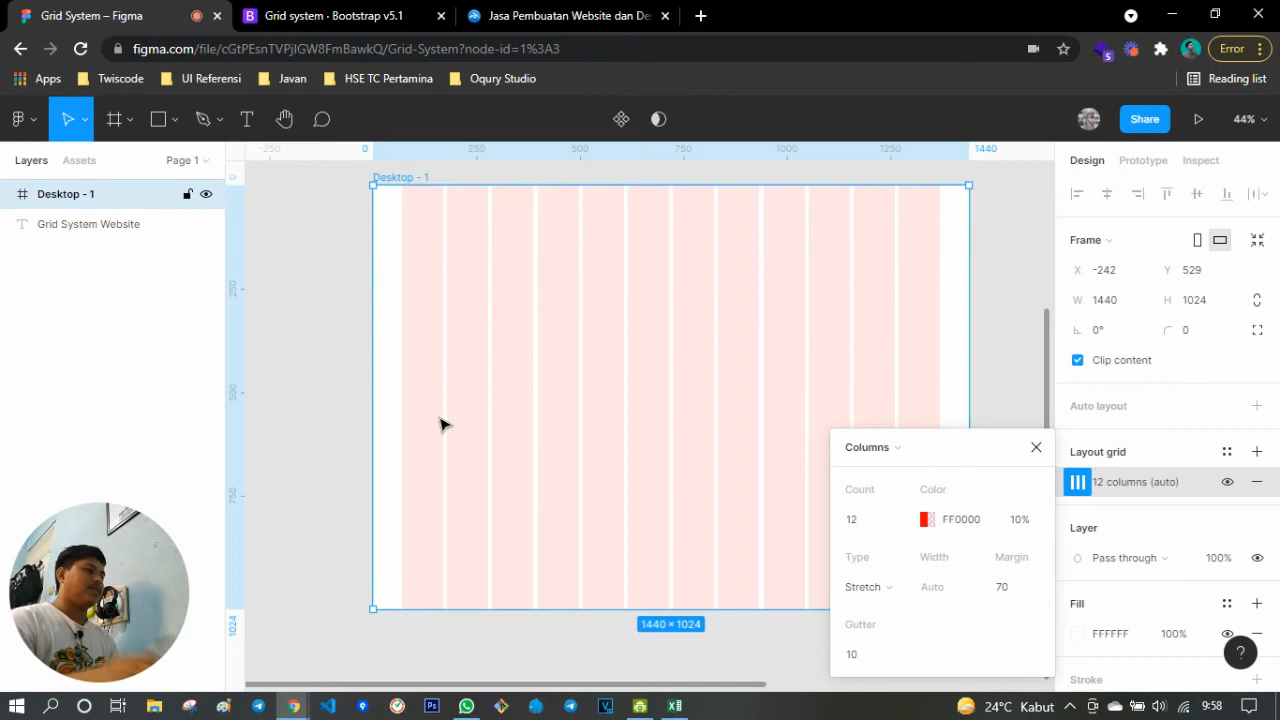 Grid System – Figma
Grid system · Bootstrap v5.1
Jasa Pembuatan Website dan De
figma.com/file/cGtPEsnTVPjIGW8FmBawkQ/Grid-System?node-id=1%3A3
5
Error
Apps
Twiscode
UI Referensi
Javan
HSE TC Pertamina
Oqury Studio
Reading list
Share
44%
Layers
Assets
Page 1
-250
0
250
500
750
1000
1250
1440
Design
Prototype
Inspect
Desktop - 1
Grid System Website
0
250
500
750
1024
Desktop - 1
1440 × 1024
Frame
X
-242
Y
529
W
1440
H
1024
0°
0
Clip content
Auto layout
Layout grid
12 columns (auto)
Layer
Pass through
100%
Fill
FFFFFF
100%
Stroke
?
Columns
Count
Color
12
FF0000
10%
Type
Width
Margin
Stretch
Auto
70
Gutter
10
Ps
24°C Kabut
9:58